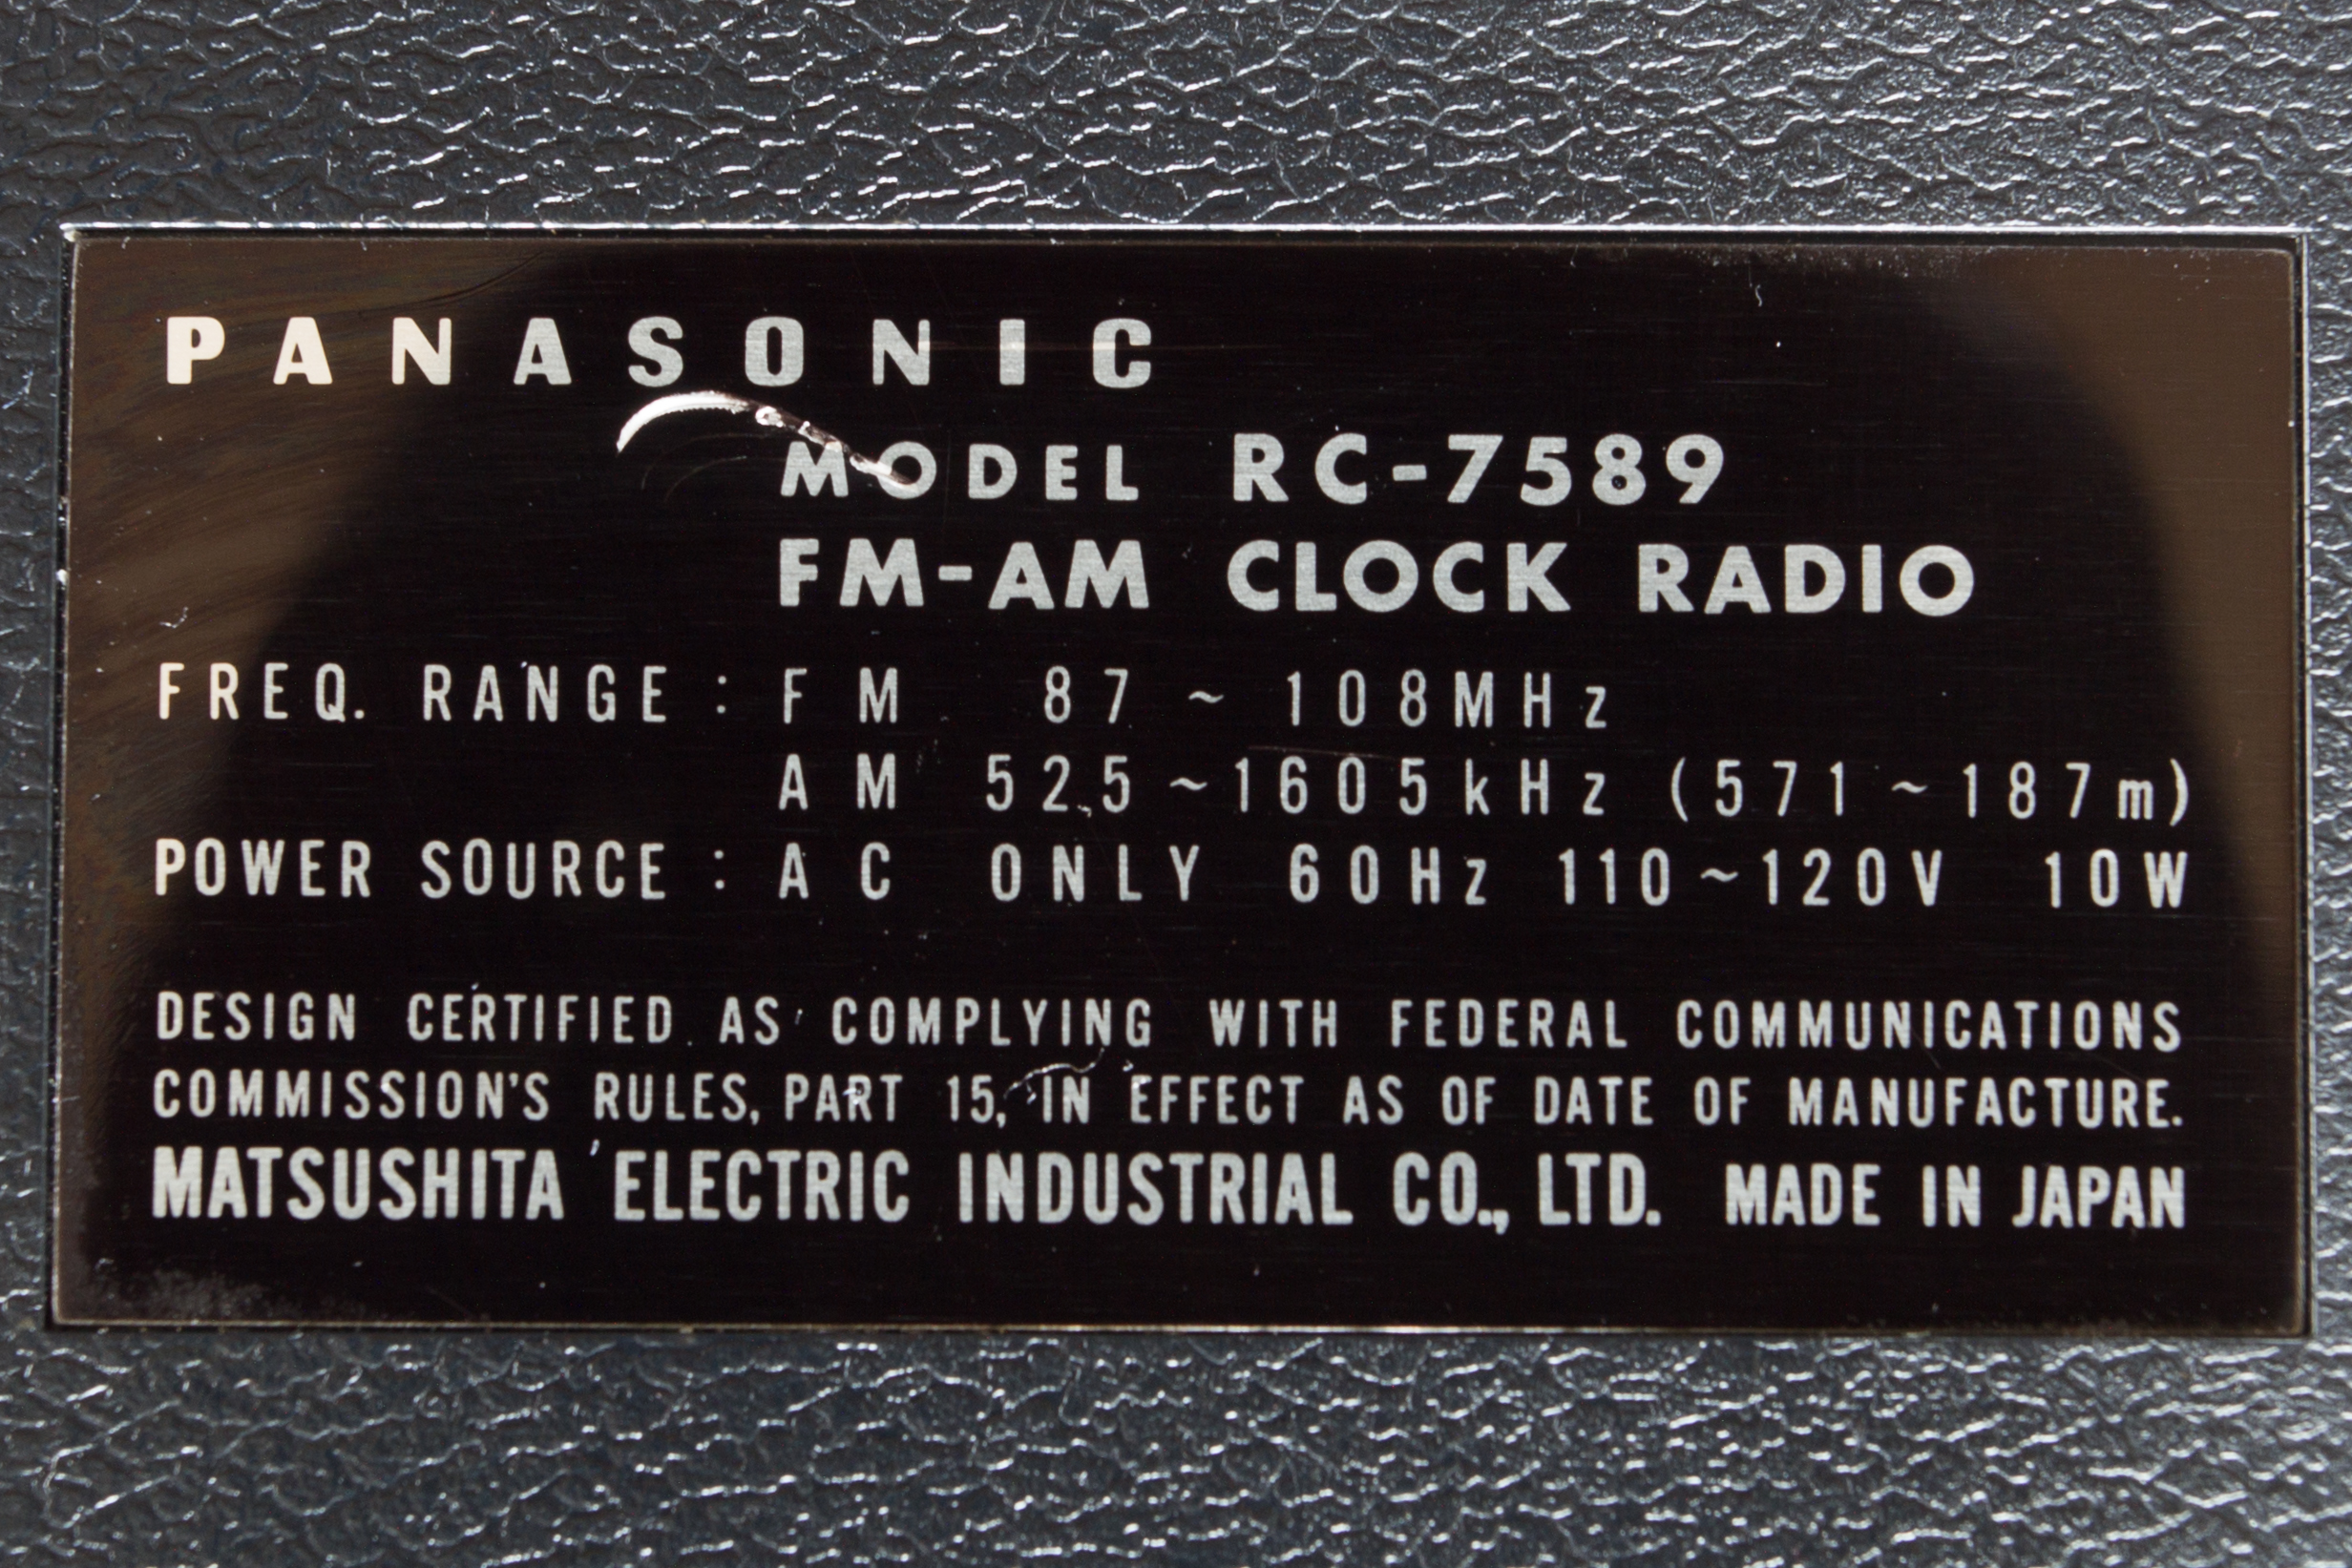 PANASONIC
MODEL RC-7589
FM-AM CLOCK RADIO
FREQ. RANGE : FM 87 ~ 108MHz
AM 525 ~1605kHz (571 ~ 187m)
POWER SOURCE : AC ONLY 60Hz 110~120V 10W
DESIGN CERTIFIED AS COMPLYING WITH FEDERAL COMMUNICATIONS
COMMISSION'S RULES, PART 15, IN EFFECT AS OF DATE OF MANUFACTURE.
MATSUSHITA ELECTRIC INDUSTRIAL CO., LTD. MADE IN JAPAN